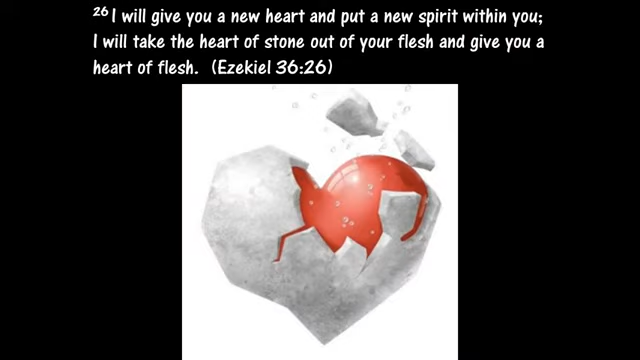 26 I will give you a new heart and put a new spirit within you;
I will take the heart of stone out of your flesh and give you a
heart of flesh. (Ezekiel 36:26)